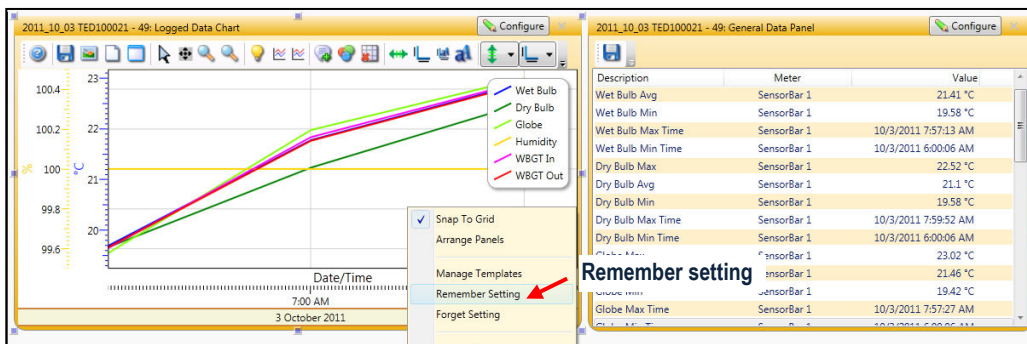 2011_10_03 TED100021 - 49: Logged Data Chart
Configure
100.4
100.2
100
99.8
99.6
%
23
22
21
20
°C
Wet Bulb
Dry Bulb
Globe
Humidity
WBGT In
WBGT Out
Date/Time
7:00 AM
3 October 2011
Snap To Grid
Arrange Panels
Manage Templates
Remember Setting
Forget Setting
Remember setting
2011_10_03 TED100021 - 49: General Data Panel
Configure
Description Meter Value
Wet Bulb Avg SensorBar 1 21.41 °C
Wet Bulb Min SensorBar 1 19.58 °C
Wet Bulb Max Time SensorBar 1 10/3/2011 7:57:13 AM
Wet Bulb Min Time SensorBar 1 10/3/2011 6:00:06 AM
Dry Bulb Max SensorBar 1 22.52 °C
Dry Bulb Avg SensorBar 1 21.1 °C
Dry Bulb Min SensorBar 1 19.58 °C
Dry Bulb Max Time SensorBar 1 10/3/2011 7:59:52 AM
Dry Bulb Min Time SensorBar 1 10/3/2011 6:00:06 AM
23.02 °C
21.46 °C
Globe Min SensorBar 1 19.42 °C
Globe Max Time SensorBar 1 10/3/2011 7:57:27 AM